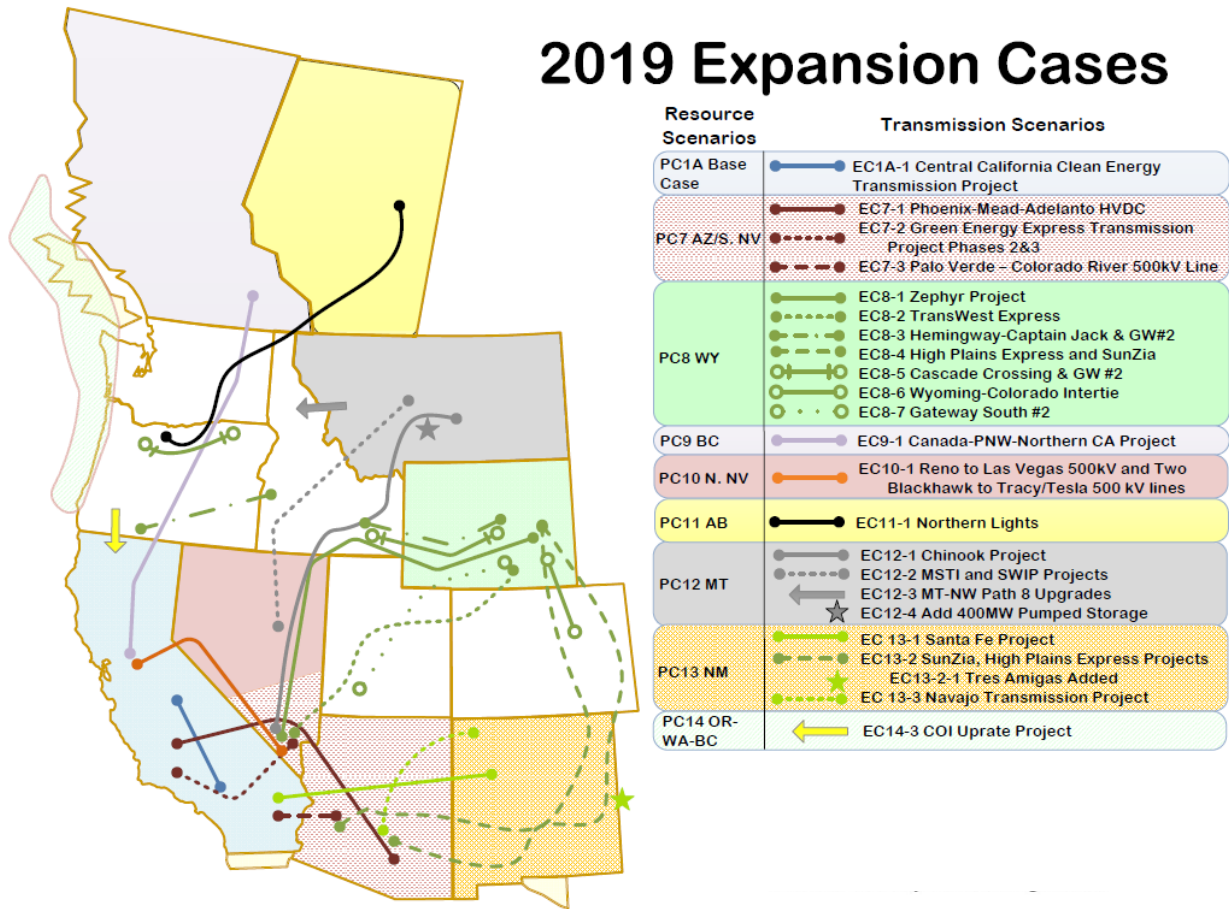 2019 Expansion Cases
Resource
Scenarios
Transmission Scenarios
PC1A Base
Case
EC1A-1 Central California Clean Energy
Transmission Project
PC7 AZ/S. NV
EC7-1 Phoenix-Mead-Adelanto HVDC
EC7-2 Green Energy Express Transmission
Project Phases 2&3
EC7-3 Palo Verde – Colorado River 500kV Line
PC8 WY
EC8-1 Zephyr Project
EC8-2 TransWest Express
EC8-3 Hemingway-Captain Jack & GW#2
EC8-4 High Plains Express and SunZia
EC8-5 Cascade Crossing & GW #2
EC8-6 Wyoming-Colorado Intertie
EC8-7 Gateway South #2
PC9 BC
EC9-1 Canada-PNW-Northern CA Project
PC10 N. NV
EC10-1 Reno to Las Vegas 500kV and Two
Blackhawk to Tracy/Tesla 500 kV lines
PC11 AB
EC11-1 Northern Lights
PC12 MT
EC12-1 Chinook Project
EC12-2 MSTI and SWIP Projects
EC12-3 MT-NW Path 8 Upgrades
EC12-4 Add 400MW Pumped Storage
PC13 NM
EC 13-1 Santa Fe Project
EC13-2 SunZia, High Plains Express Projects
EC13-2-1 Tres Amigas Added
EC 13-3 Navajo Transmission Project
PC14 OR-
WA-BC
EC14-3 COI Uprate Project